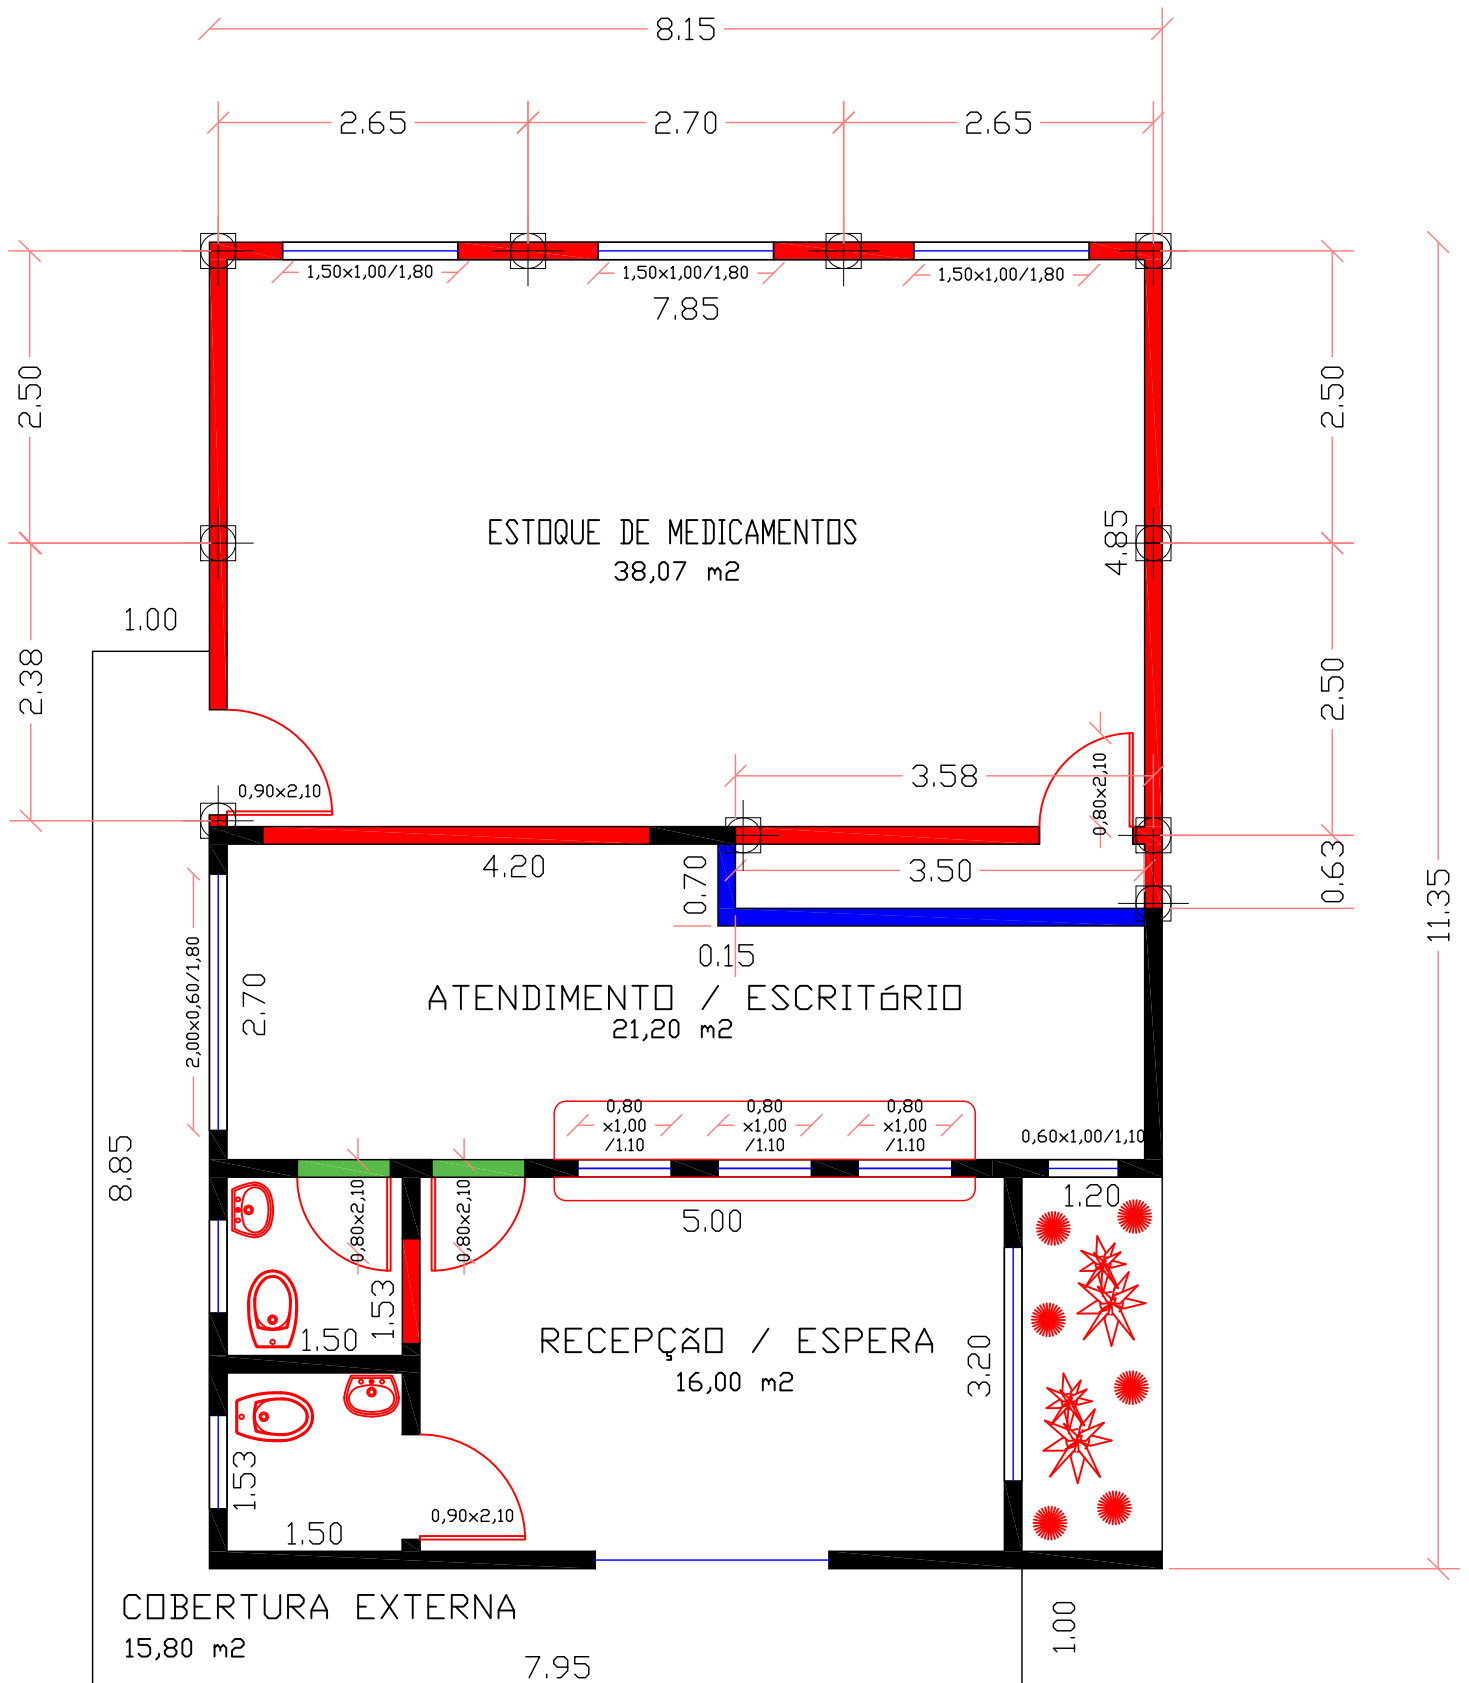 8.15
2.65
2.70
2.65
1,50x1,00/1,80
1,50x1,00/1,80
1,50x1,00/1,80
7.85
2.50
2.50
ESTOQUE DE MEDICAMENTOS
38,07 m2
4.85
1.00
2.38
2.50
0,90x2,10
3.58
0,80x2,10
4.20
0.70
3.50
0.63
11.35
0.15
2,00x0,60/1,80
2.70
ATENDIMENTO / ESCRITóRIO
21,20 m2
0,80
x1,00
/1.10
0,80
x1,00
/1.10
0,80
x1,00
/1.10
0,60x1,00/1,10
8.85
0,80x2,10
0,80x2,10
5.00
1.20
1.53
1.50
RECEPÇãO / ESPERA
16,00 m2
3.20
1.53
1.50
0,90x2,10
COBERTURA EXTERNA
15,80 m2
7.95
1.00